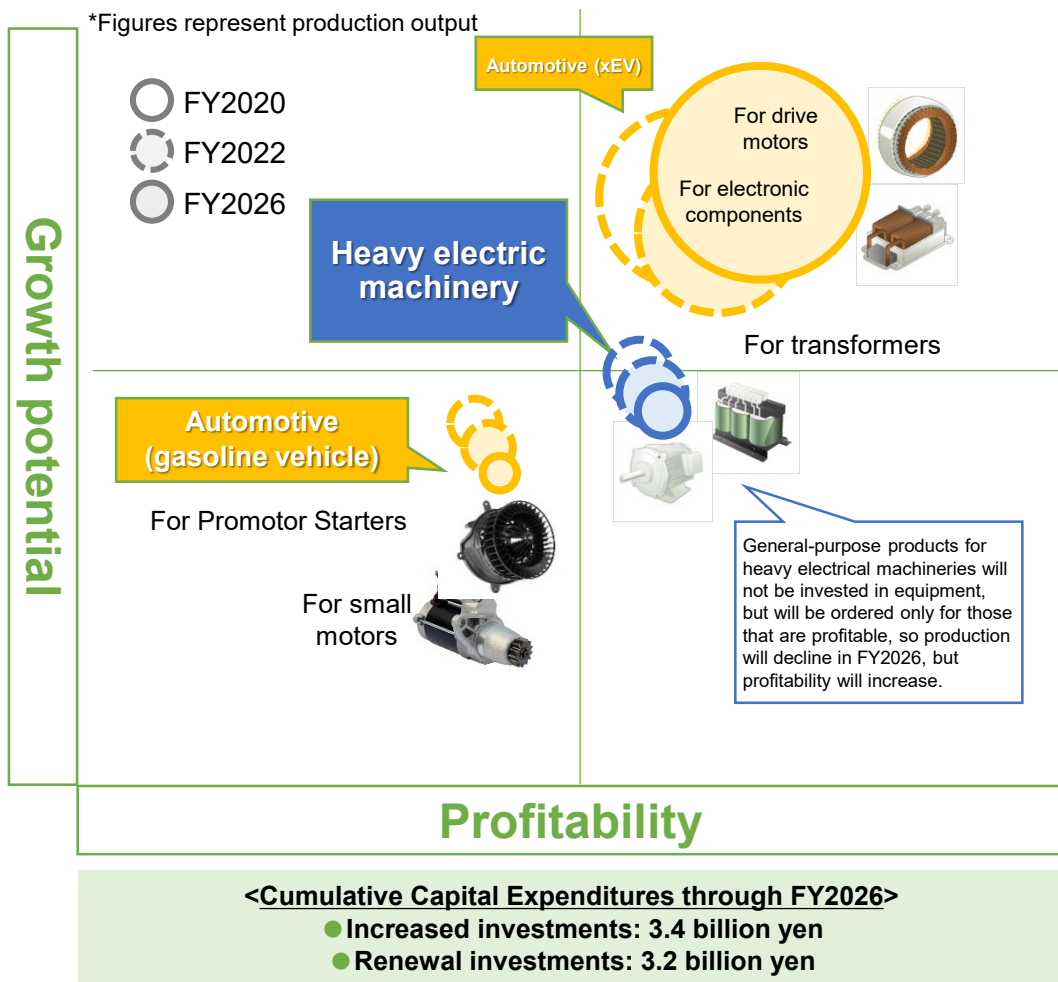 *Figures represent production output
FY2020
FY2022
FY2026
Growth potential
Automotive (xEV)
For drive
motors
For electronic
components
Heavy electric
machinery
For transformers
Automotive
(gasoline vehicle)
For Promotor Starters
For small
motors
General-purpose products for
heavy electrical machineries will
not be invested in equipment,
but will be ordered only for those
that are profitable, so production
will decline in FY2026, but
profitability will increase.
Profitability
<Cumulative Capital Expenditures through FY2026>
● Increased investments: 3.4 billion yen
● Renewal investments: 3.2 billion yen